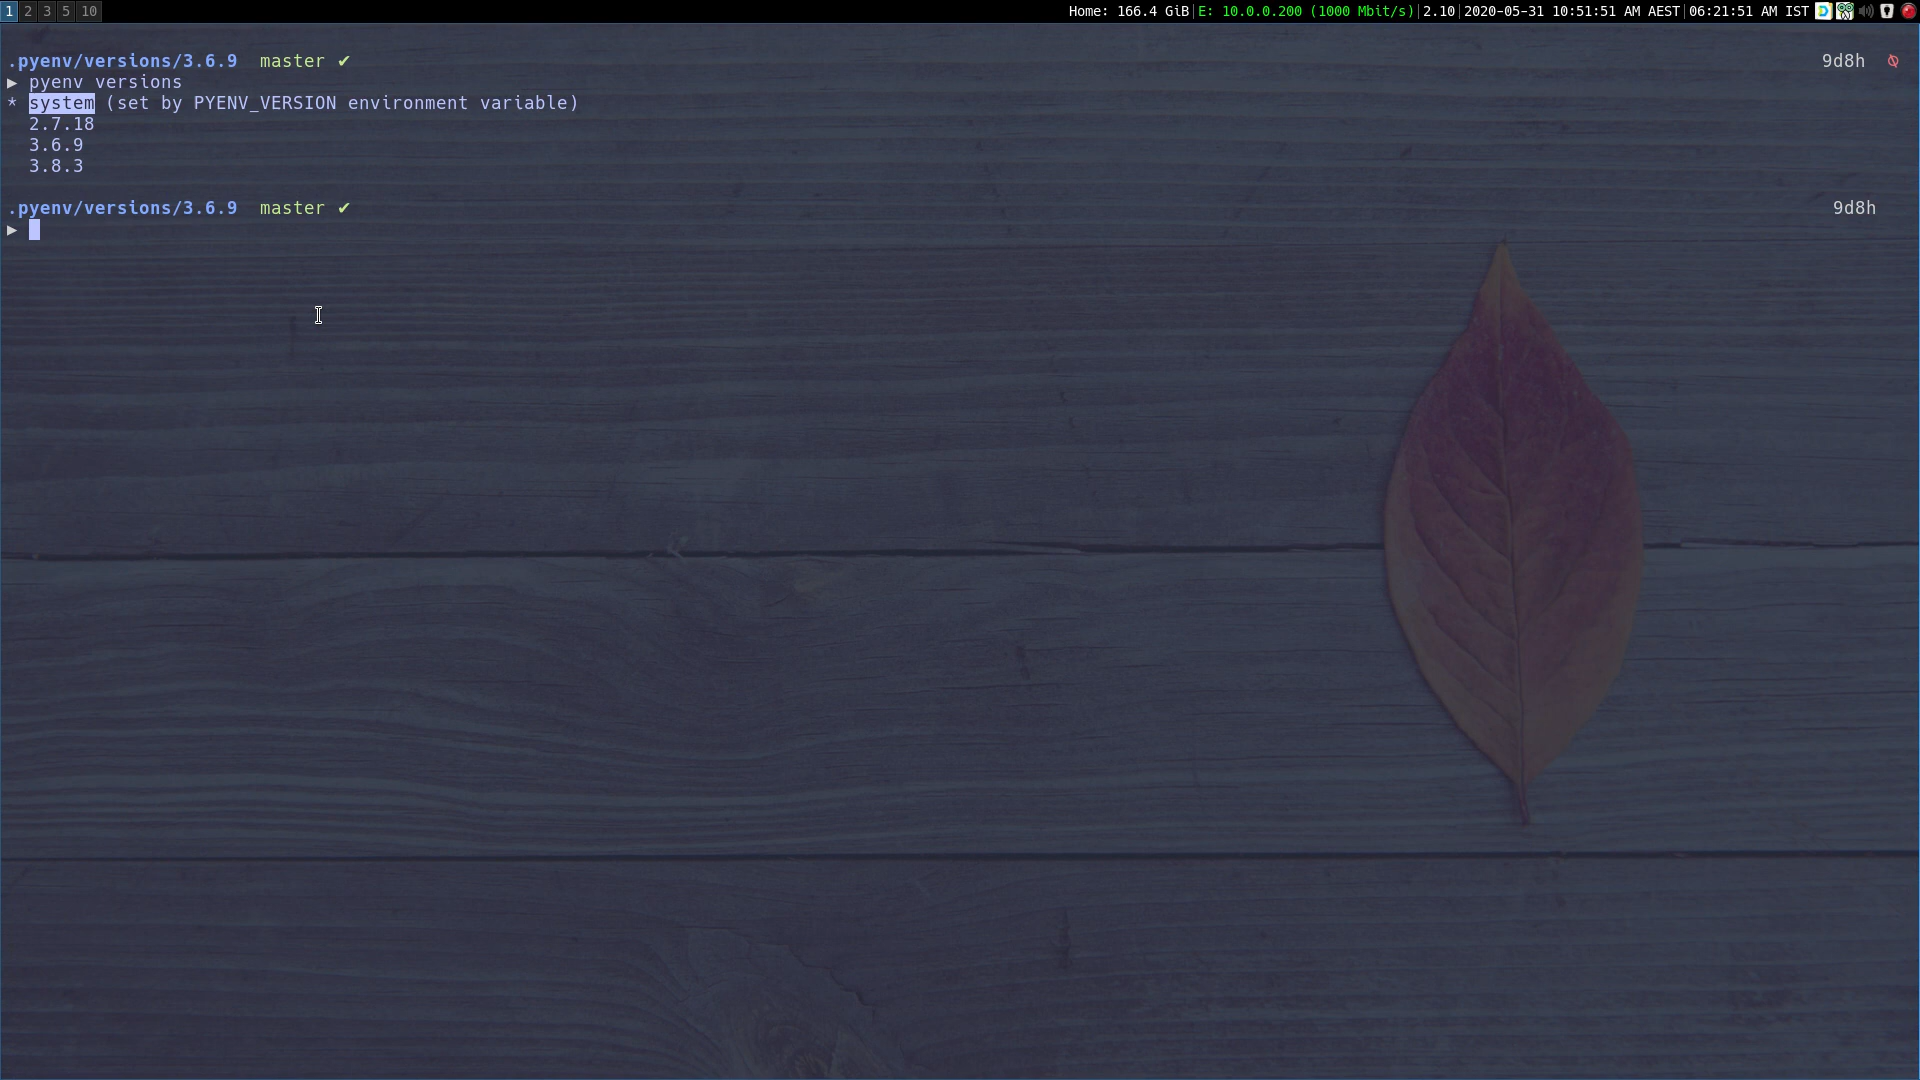 1 2 3 5 10 Home: 166.4 GiB|E: 10.0.0.200 (1000 Mbit/s)|2.10|2020-05-31 10:51:51 AM AEST|06:21:51 AM IST
.pyenv/versions/3.6.9 master ✔ 9d8h
▶ pyenv versions
* system (set by PYENV_VERSION environment variable)
2.7.18
3.6.9
3.8.3
.pyenv/versions/3.6.9 master ✔ 9d8h
▶